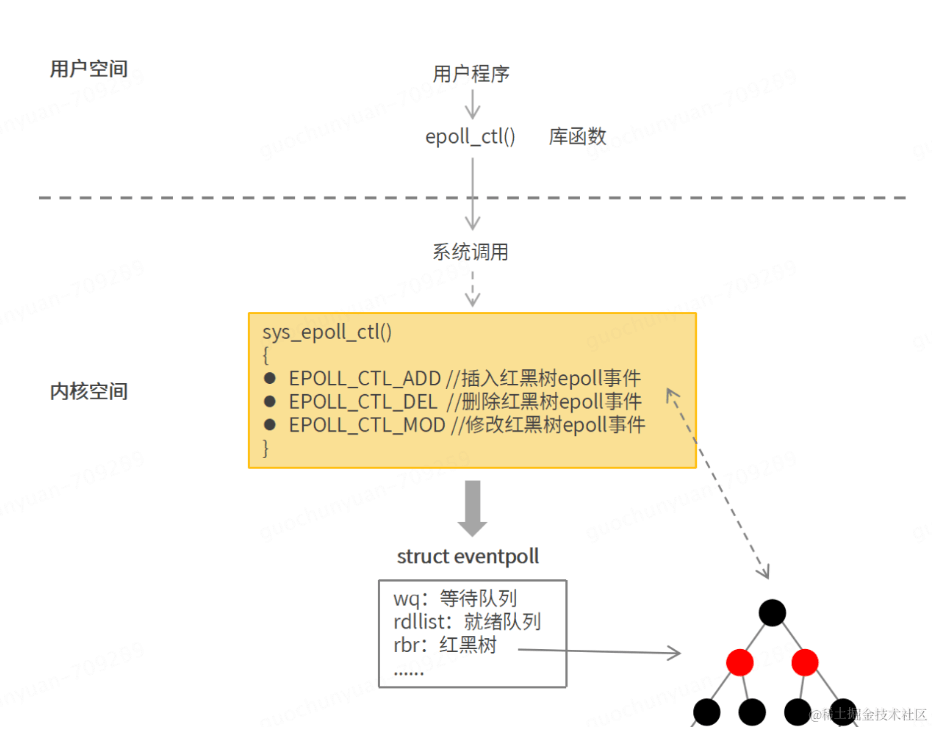 用户空间
用户程序
epoll_ctl() 库函数
系统调用
内核空间
sys_epoll_ctl()
{
● EPOLL_CTL_ADD //插入红黑树epoll事件
● EPOLL_CTL_DEL //删除红黑树epoll事件
● EPOLL_CTL_MOD //修改红黑树epoll事件
}
struct eventpoll
wq：等待队列
rdllist：就绪队列
rbr：红黑树
......
@稀土掘金技术社区